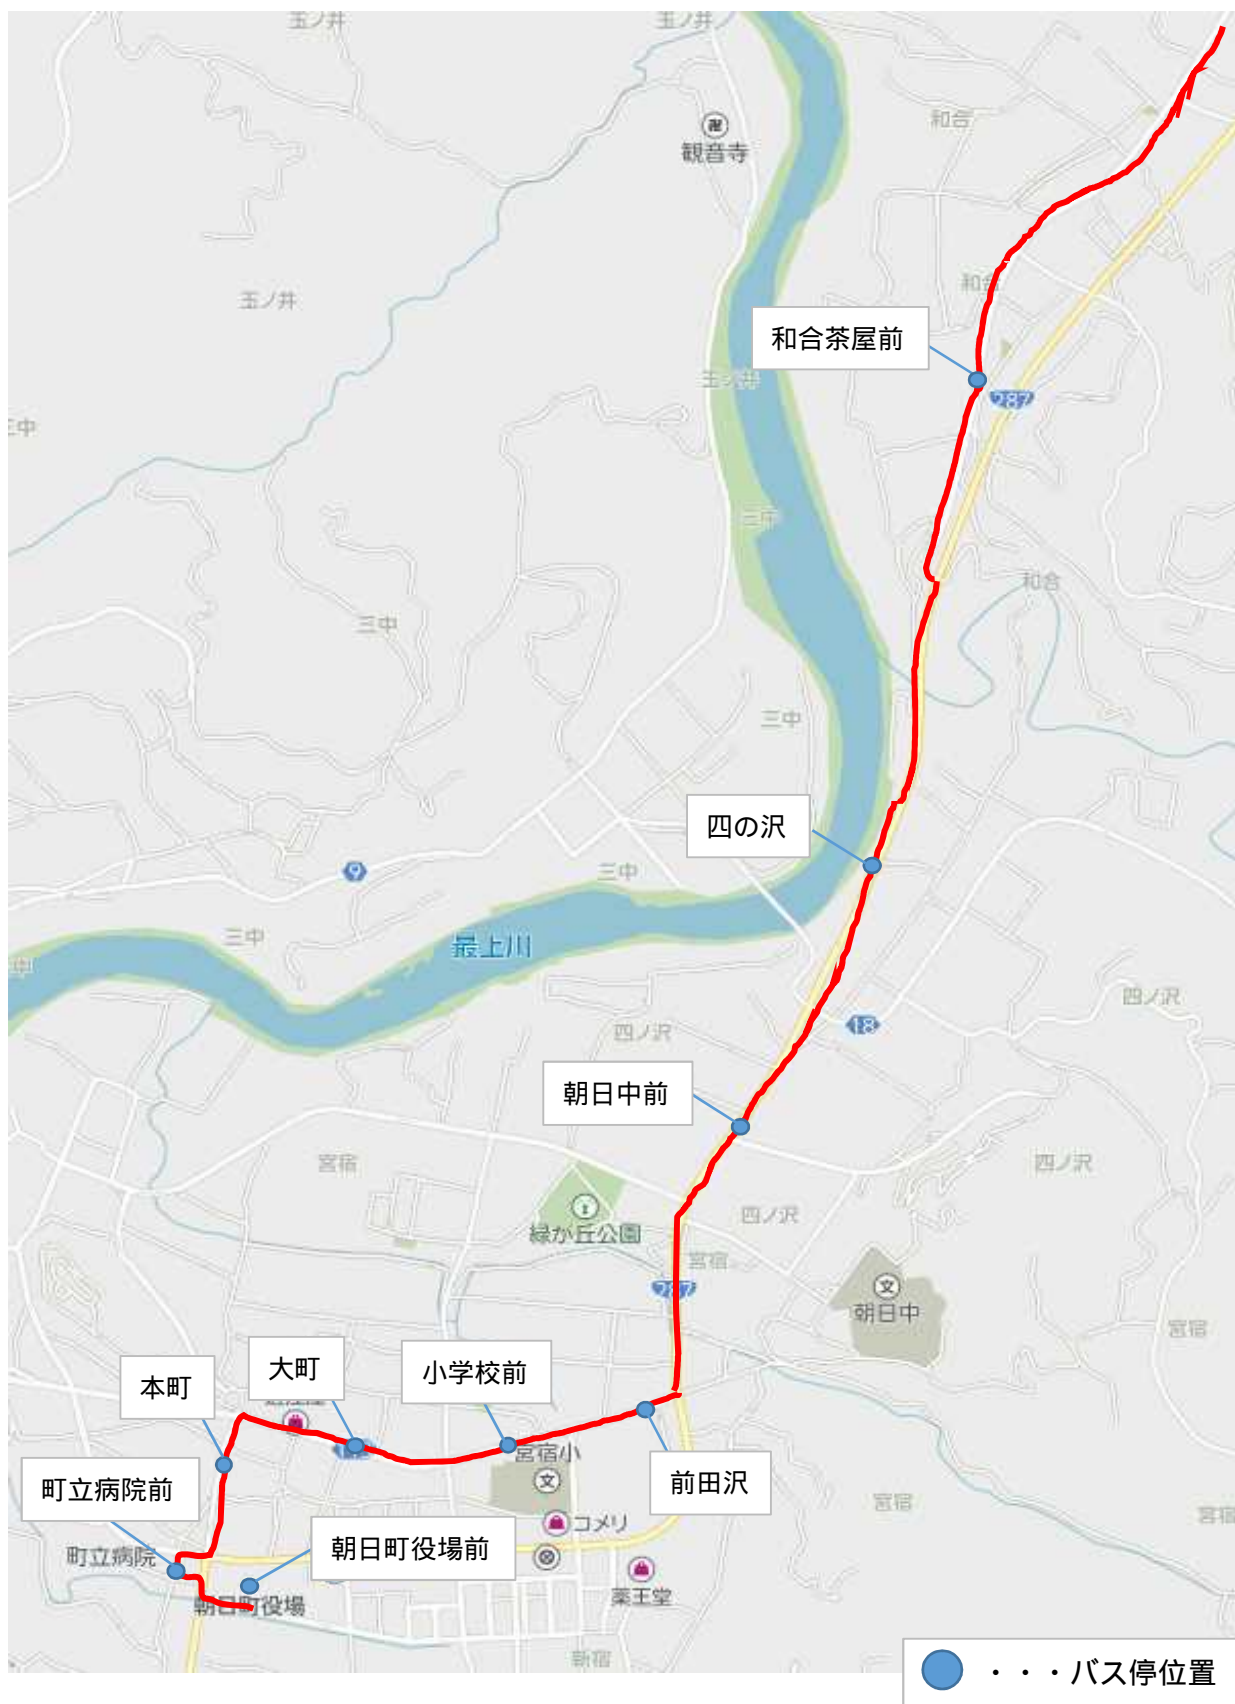 玉ノ井
玉ノ井
和合
観音寺
玉ノ井
和合
和合茶屋前
玉ノ井
287
三中
三中
和合
三中
三中
四の沢
9
三中
三中
最上川
四ノ沢
四ノ沢
18
朝日中前
宮宿
四ノ沢
四ノ沢
緑が丘公園
宮宿
287
朝日中
宮宿
大町
小学校前
本町
宮宿小
前田沢
町立病院前
宮宿
宮宿
コメリ
朝日町役場前
町立病院
薬王堂
朝日町役場
新宿
・・・バス停位置